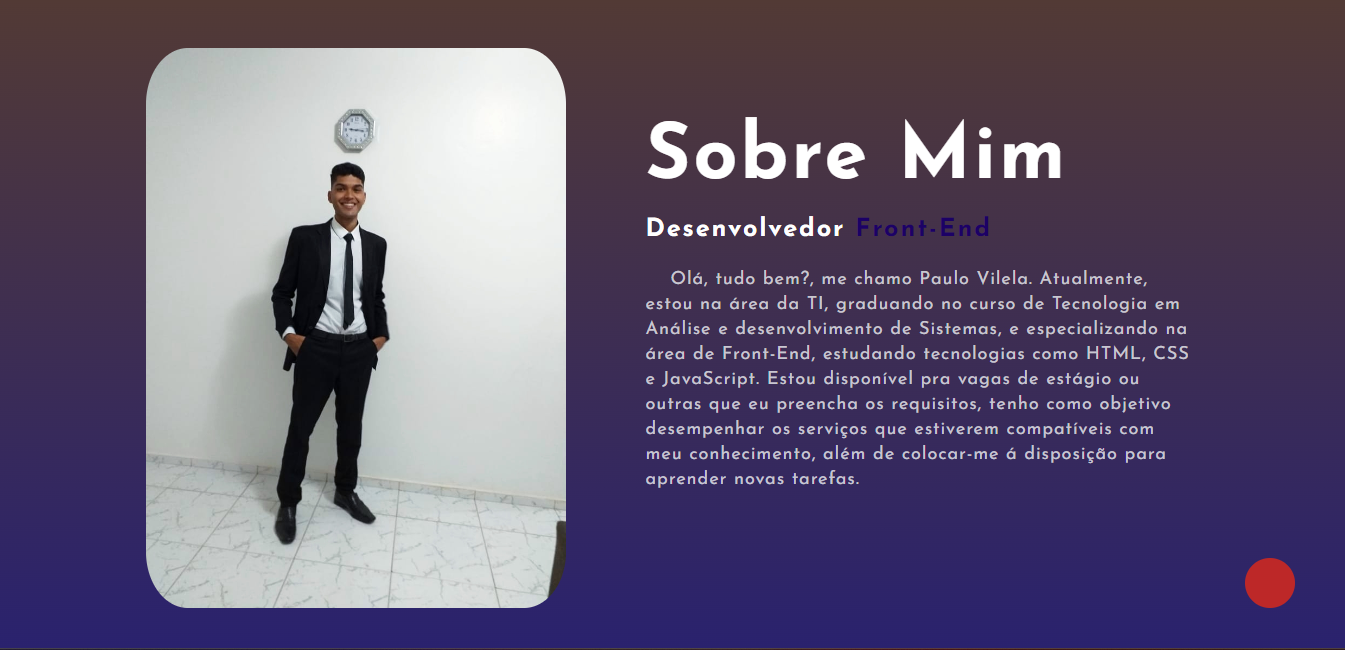 Sobre Mim
Desenvolvedor Front-End
Olá, tudo bem?, me chamo Paulo Vilela. Atualmente,
estou na área da TI, graduando no curso de Tecnologia em
Análise e desenvolvimento de Sistemas, e especializando na
área de Front-End, estudando tecnologias como HTML, CSS
e JavaScript. Estou disponível pra vagas de estágio ou
outras que eu preencha os requisitos, tenho como objetivo
desempenhar os serviços que estiverem compatíveis com
meu conhecimento, além de colocar-me á disposição para
aprender novas tarefas.